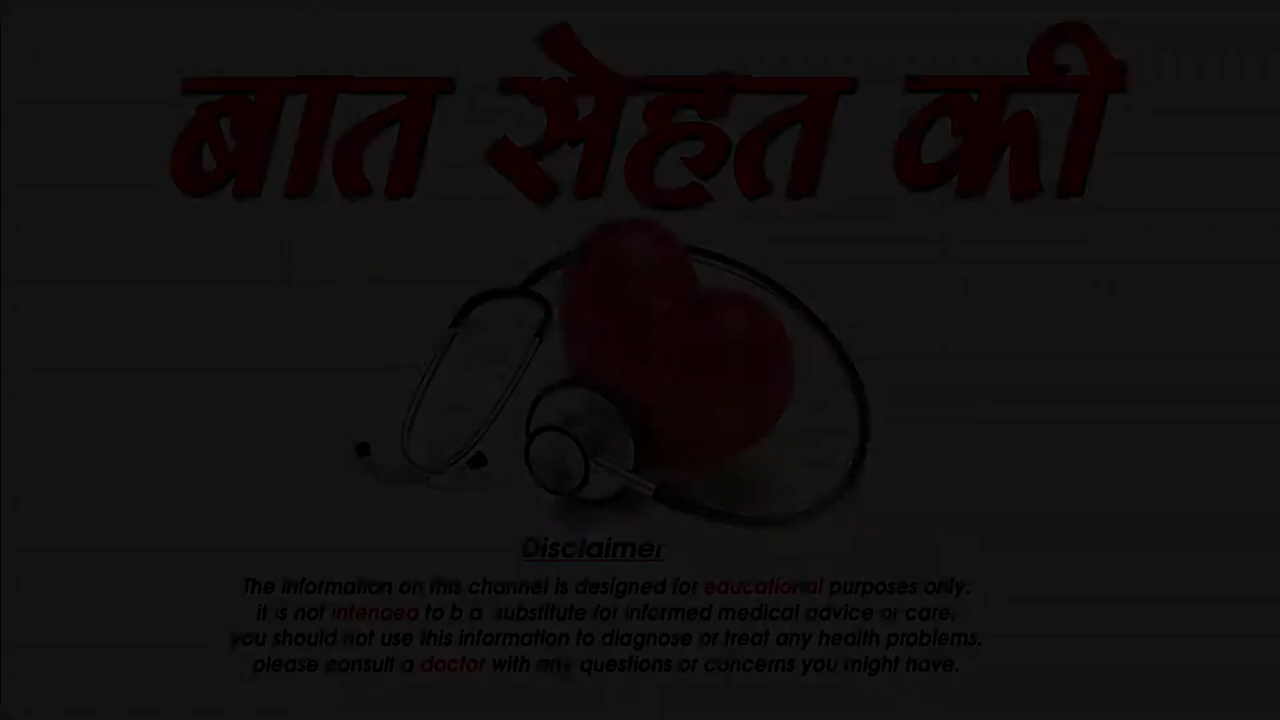 बात सेहत की
Disclaimer
The information on this channel is designed for educational purposes only.
it is not intended to b a substitute for informed medical advice or care.
you should not use this information to diagnose or treat any health problems.
please consult a doctor with any questions or concerns you might have.